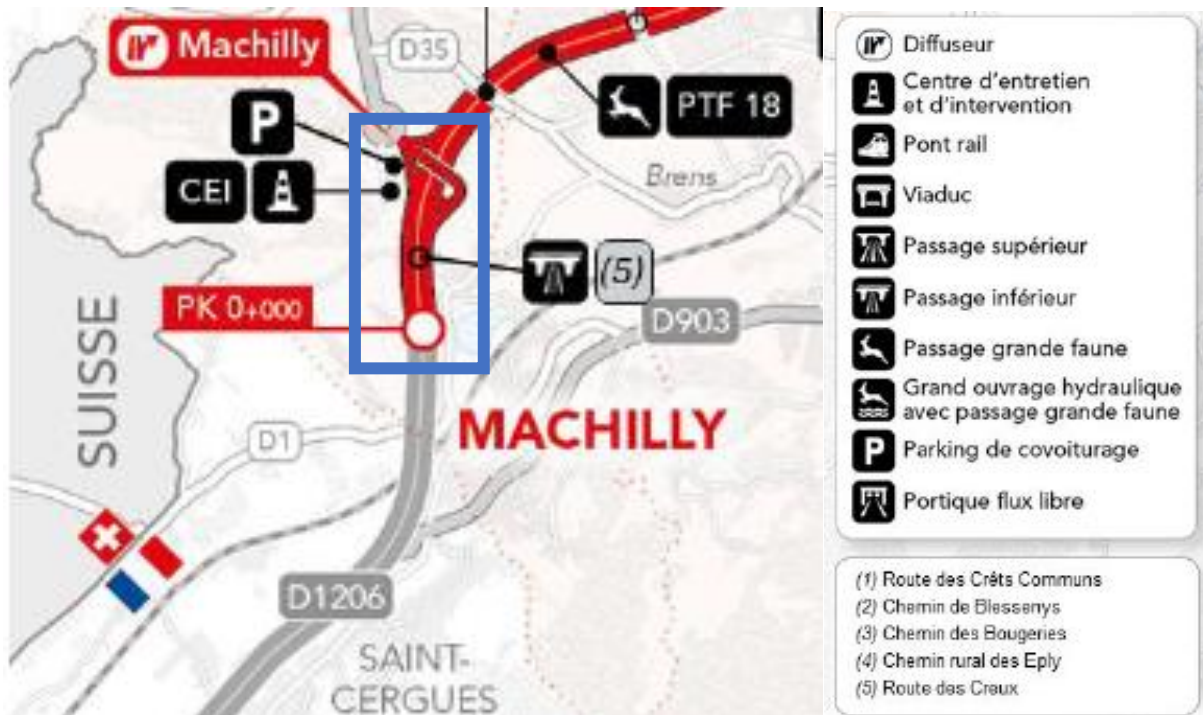 Machilly
D35
P
PTF 18
CEI
Brens
(5)
PK 0+000
D903
SUISSE
MACHILLY
D1
D1206
SAINT-
CERGUES
Diffuseur
Centre d'entretien
et d'intervention
Pont rail
Viaduc
Passage supérieur
Passage inférieur
Passage grande faune
Grand ouvrage hydraulique
avec passage grande faune
P
Parking de covoiturage
Portique flux libre
(1) Route des Crêts Communs
(2) Chemin de Blessenys
(3) Chemin des Bougeries
(4) Chemin rural des Eply
(5) Route des Creux